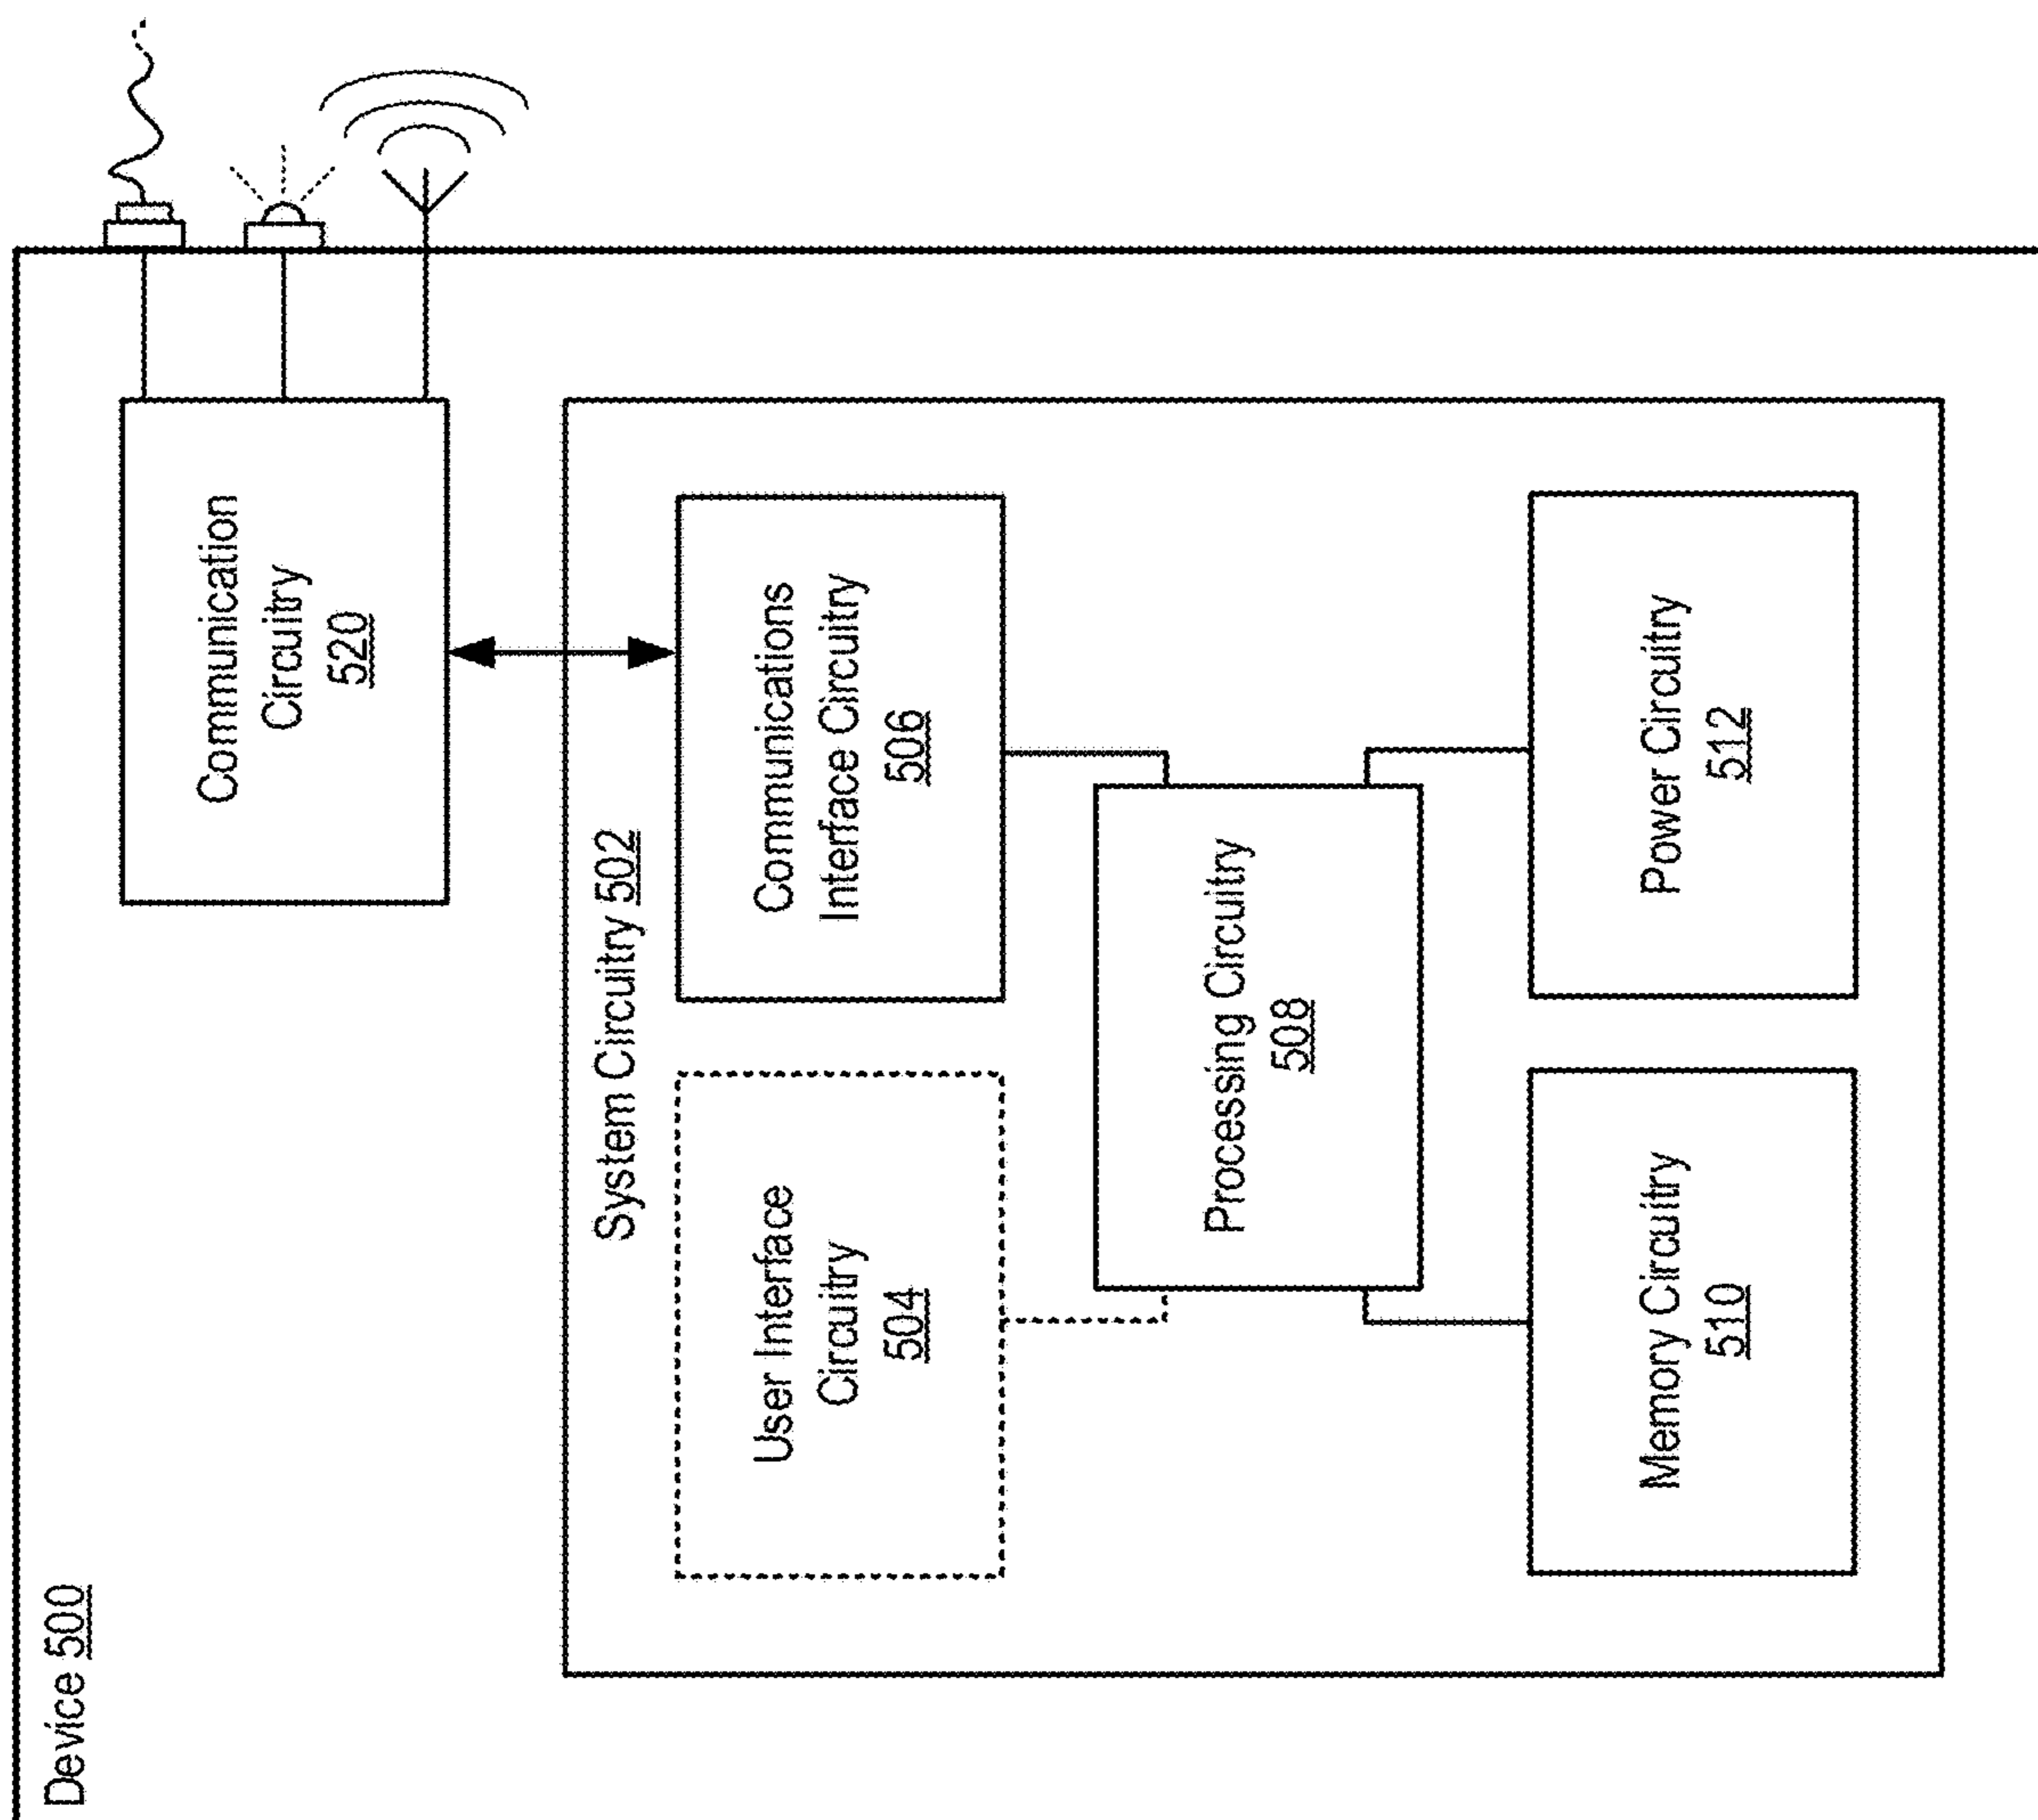 Device 500
Communication
Circuitry
520
System Circuitry 502
User Interface
Circuitry
504
Communications
Interface Circuitry
506
Processing Circuitry
508
Memory Circuitry
510
Power Circuitry
512